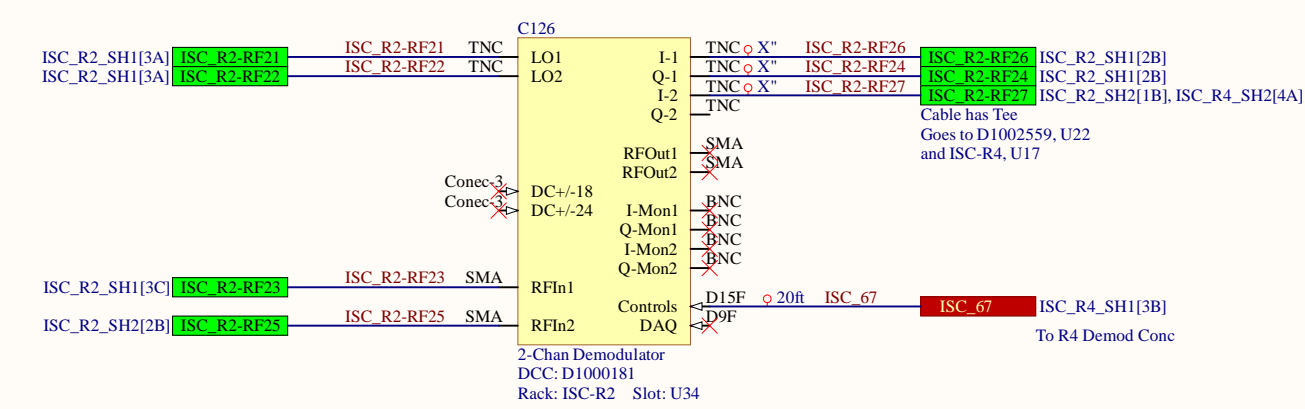 C126
ISC_R2_SH1[3A] ISC_R2-RF21 ISC_R2-RF21 TNC LO1 I-1 TNC X" ISC_R2-RF26 ISC_R2-RF26 ISC_R2_SH1[2B]
ISC_R2_SH1[3A] ISC_R2-RF22 ISC_R2-RF22 TNC LO2 Q-1 TNC X" ISC_R2-RF24 ISC_R2-RF24 ISC_R2_SH1[2B]
I-2 TNC X" ISC_R2-RF27 ISC_R2-RF27 ISC_R2_SH2[1B], ISC_R4_SH2[4A]
Q-2 TNC Cable has Tee
Goes to D1002559, U22
and ISC-R4, U17
RFOut1 SMA
RFOut2 SMA
Conec-3 DC+/-18
Conec-3 DC+/-24 I-Mon1 BNC
Q-Mon1 BNC
I-Mon2 BNC
Q-Mon2 BNC
ISC_R2_SH1[3C] ISC_R2-RF23 ISC_R2-RF23 SMA RFIn1
Controls D15F 20ft ISC_67 ISC_67 ISC_R4_SH1[3B]
ISC_R2_SH2[2B] ISC_R2-RF25 ISC_R2-RF25 SMA RFIn2 DAQ D9F
To R4 Demod Conc
2-Chan Demodulator
DCC: D1000181
Rack: ISC-R2 Slot: U34